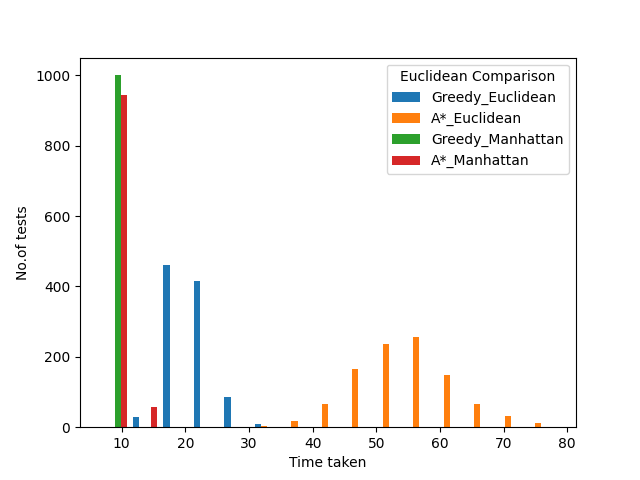 Euclidean Comparison
Greedy_Euclidean
A*_Euclidean
Greedy_Manhattan
A*_Manhattan
1000
800
600
400
200
0
No.of tests
10 20 30 40 50 60 70 80
Time taken